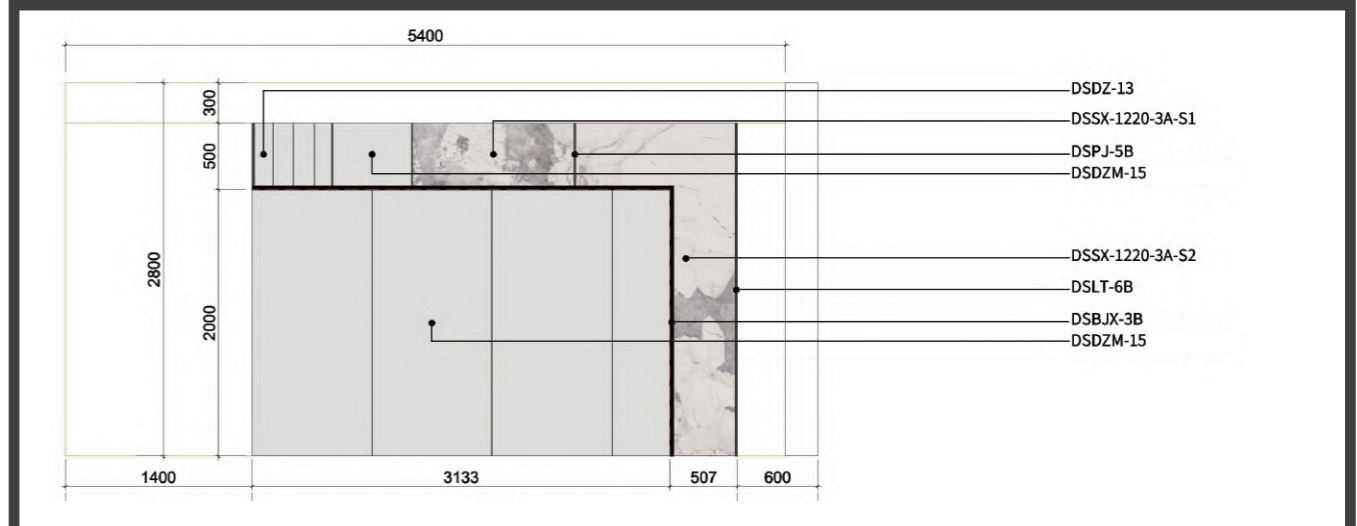 5400
DSDZ-13
300
DSSX-1220-3A-S1
500
DSPJ-5B
DSDZM-15
2800
DSSX-1220-3A-S2
DSLT-6B
2000
DSBJX-3B
DSDZM-15
1400
3133
507
600